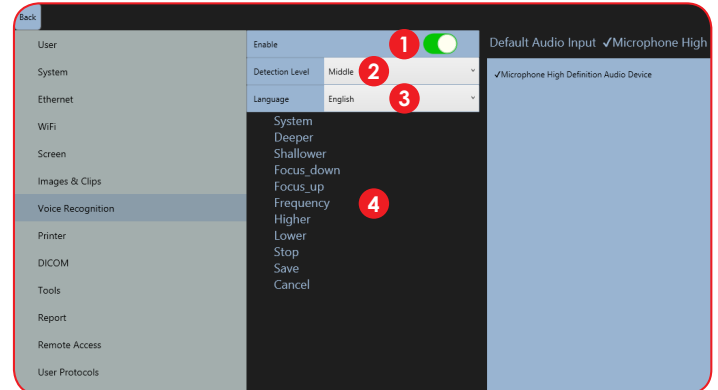 Back
User
System
Ethernet
WiFi
Screen
Images & Clips
Voice Recognition
Printer
DICOM
Tools
Report
Remote Access
User Protocols
Enable 1
Detection Level Middle 2
Language English 3
System
Deeper
Shallower
Focus_down
Focus_up
Frequency 4
Higher
Lower
Stop
Save
Cancel
Default Audio Input ✓Microphone High
✓Microphone High Definition Audio Device